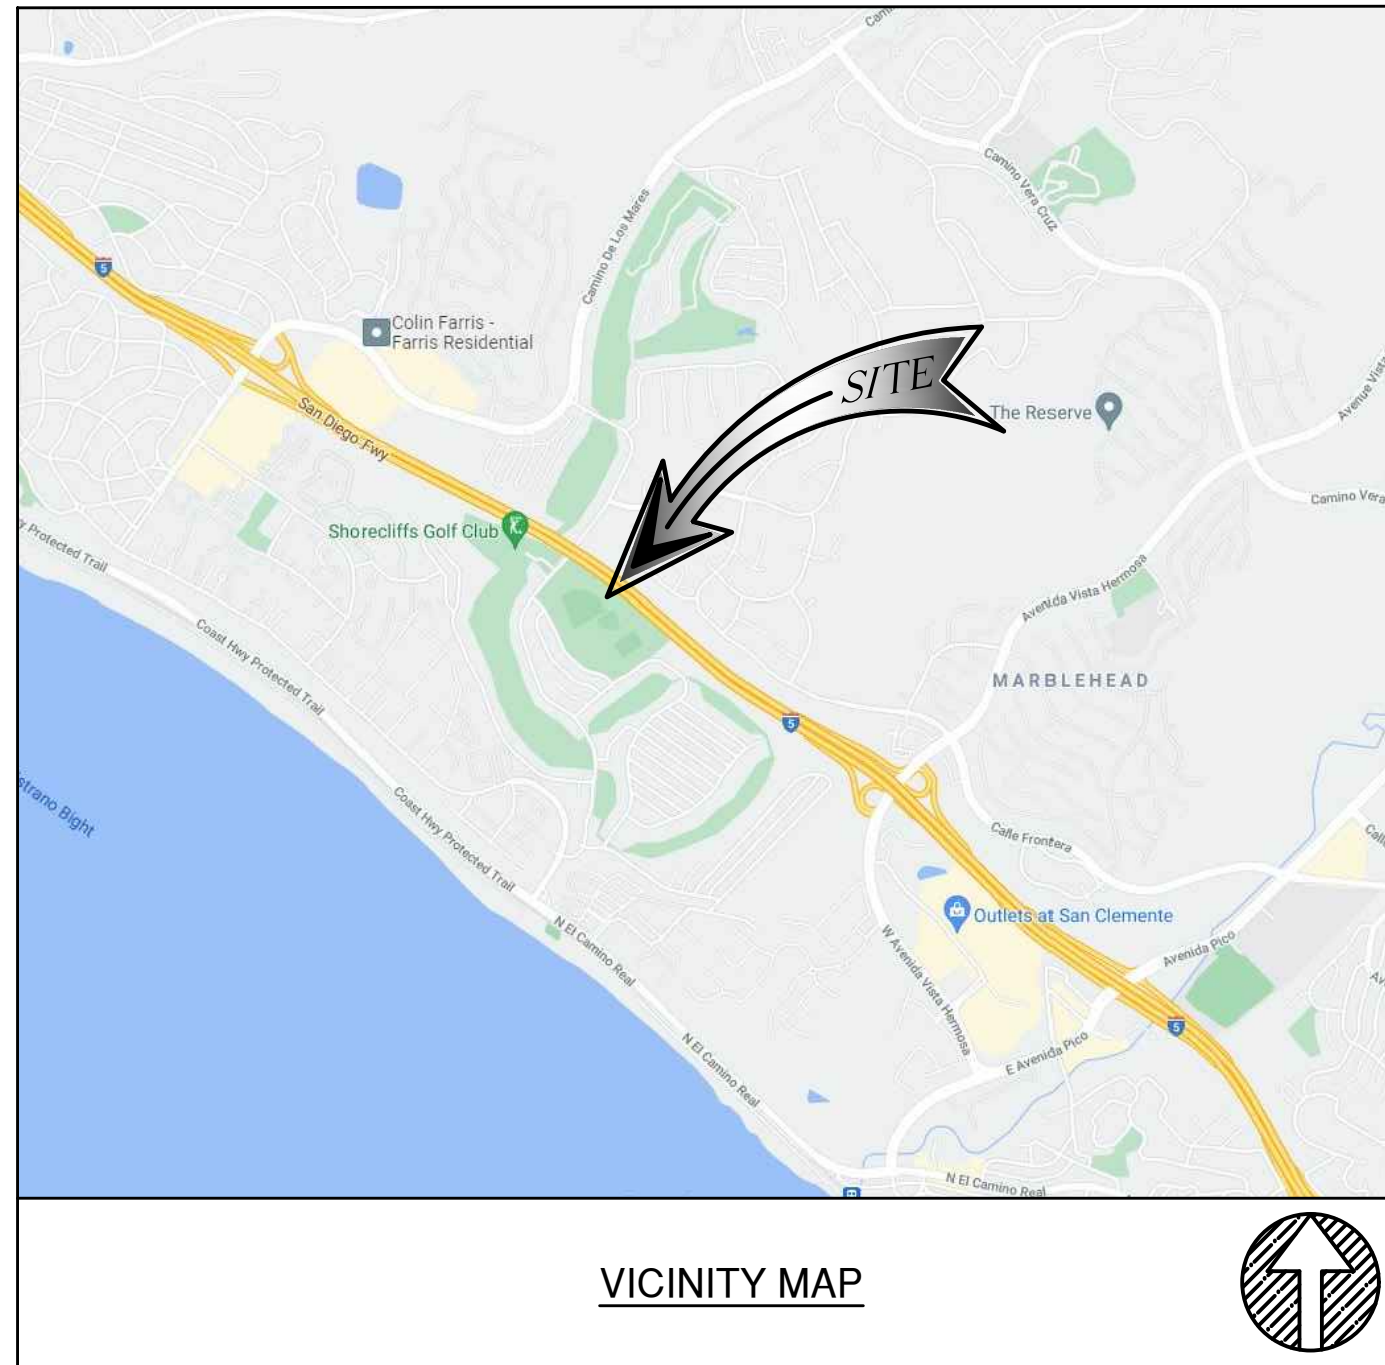 Camino De Los Mares
Camino Vera Cruz
5
Colin Farris -
Farris Residential
SITE
The Reserve
Avenue Vista
San Diego Fwy
Camino Vera
Shorecliffs Golf Club
Protected Trail
Avenida Vista Hermosa
Coast Hwy Protected Trail
MARBLEHEAD
5
strano Bight
Coast Hwy Protected Trail
Calle Frontera
Outlets at San Clemente
N El Camino Real
W Avenida Vista Hermosa
Avenida Pico
5
E Avenida Pico
N El Camino Real
N El Camino Real
VICINITY MAP